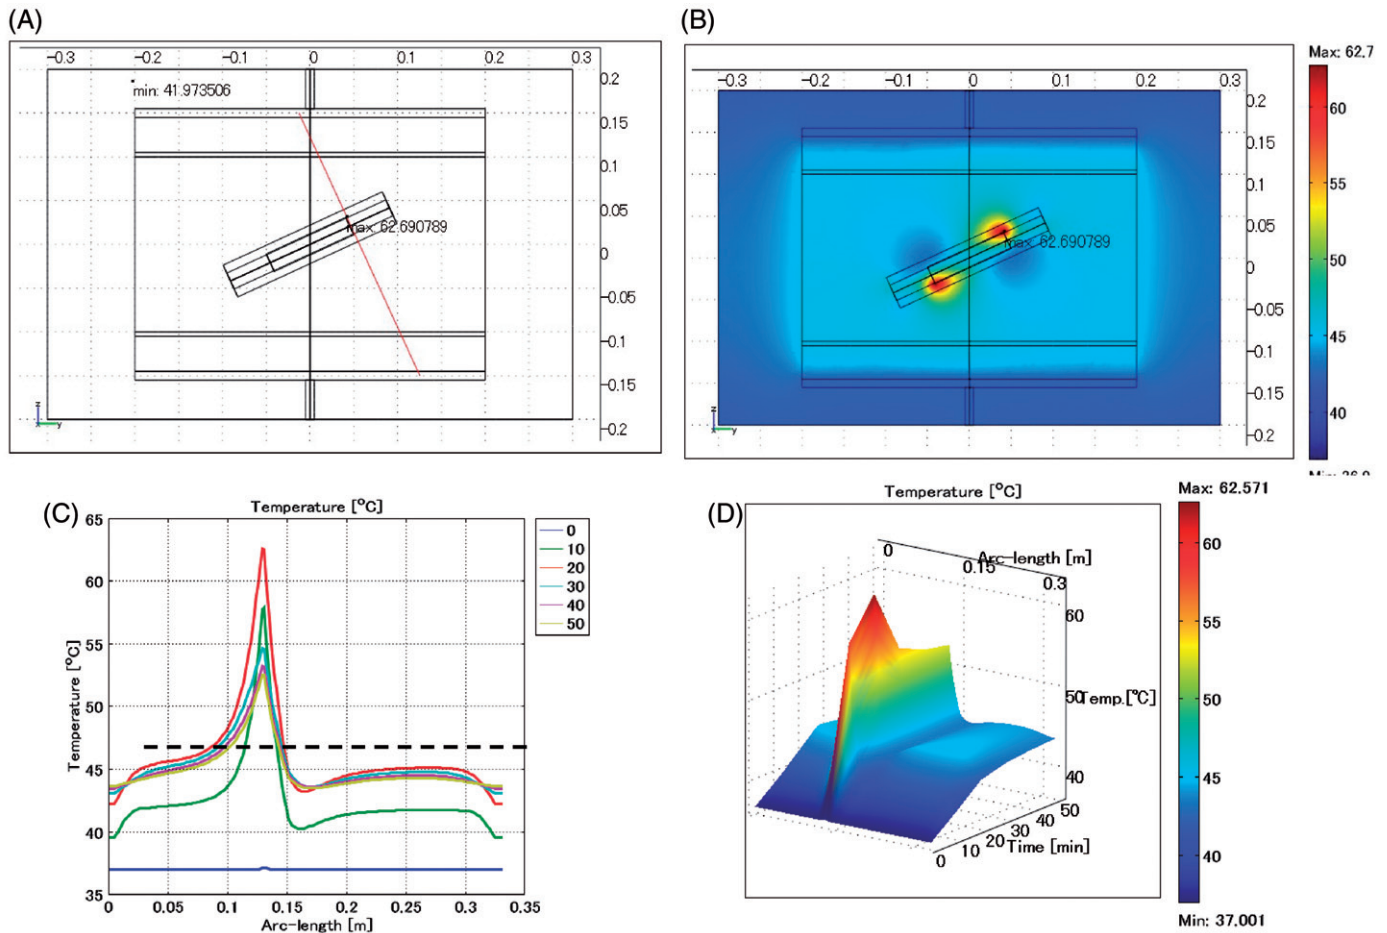 (A)
−0.3 −0.2 −0.1 0 0.1 0.2 0.3
min: 41.973506
max: 62.690789
0.2
0.15
0.1
0.05
0
−0.05
−0.1
−0.15
−0.2
z
y
(B)
−0.3 −0.2 −0.1 0 0.1 0.2 0.3
max: 62.690789
0.2
0.15
0.1
0.05
0
−0.05
−0.1
−0.15
−0.2
z
y
Max: 62.7
60
55
50
45
40
(C)
Temperature [°C]
Temperature [°C]
65
60
55
50
45
40
35
0 0.05 0.1 0.15 0.2 0.25 0.3 0.35
Arc-length [m]
0
10
20
30
40
50
(D)
Temperature [°C]
0 0.15 0.3
Arc-length [m]
60
50
40
Temp.[°C]
0 10 20 30 40 50
Time [min]
Max: 62.571
60
55
50
45
40
Min: 37.001